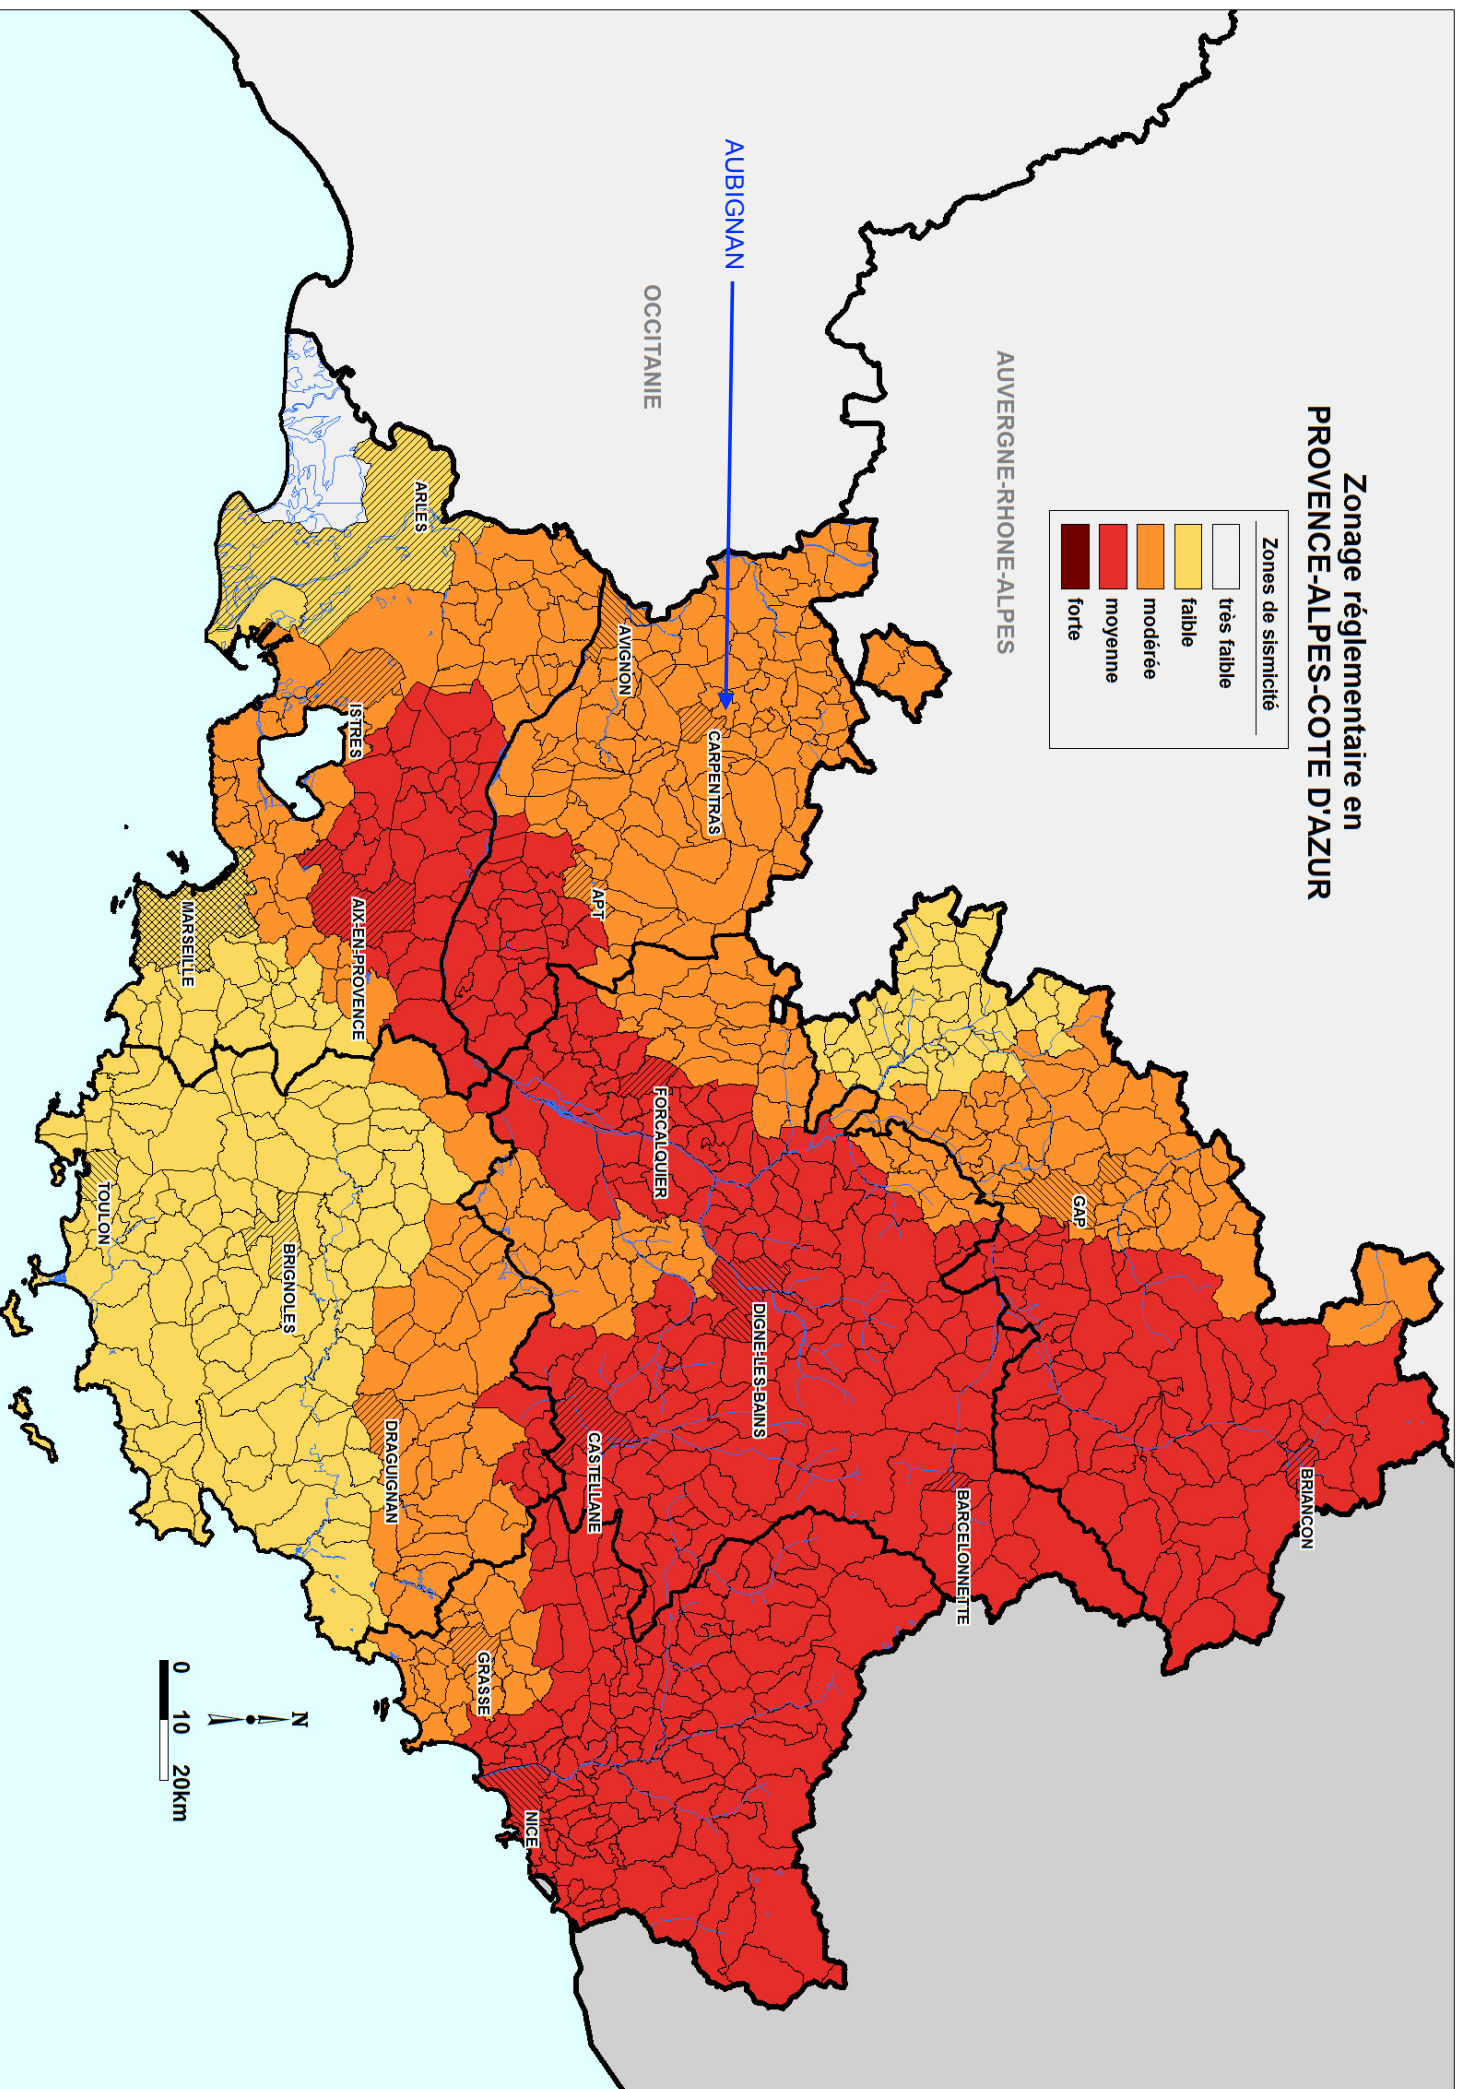 Zonage réglementaire en
PROVENCE-ALPES-COTE D'AZUR
Zones de sismicité
très faible
faible
modérée
moyenne
forte
AUVERGNE-RHONE-ALPES
OCCITANIE
AUBIGNAN
BRIANCON
GAP
BARCELONNETTE
DIGNE-LES-BAINS
CARPENTRAS
FORCALQUIER
AVIGNON
APT
CASTELLANE
NICE
GRASSE
ARLES
DRAGUIGNAN
ISTRES
AIX-EN-PROVENCE
BRIGNOLES
MARSEILLE
TOULON
N
0 10 20km